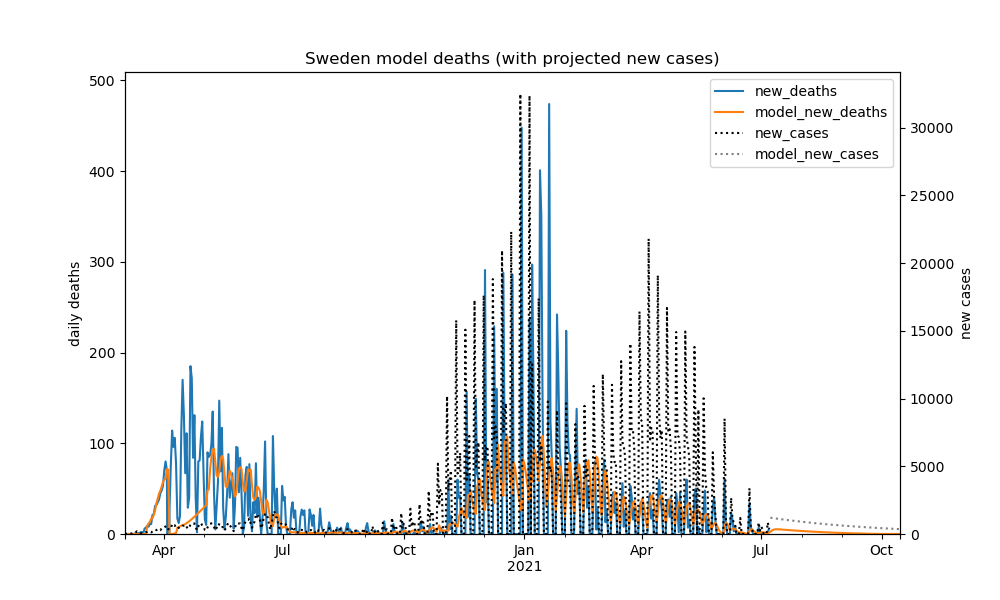 Sweden model deaths (with projected new cases)
new_deaths
model_new_deaths
new_cases
model_new_cases
500
400
300
200
100
0
daily deaths
30000
25000
20000
15000
10000
5000
0
new cases
Apr
Jul
Oct
Jan
2021
Apr
Jul
Oct